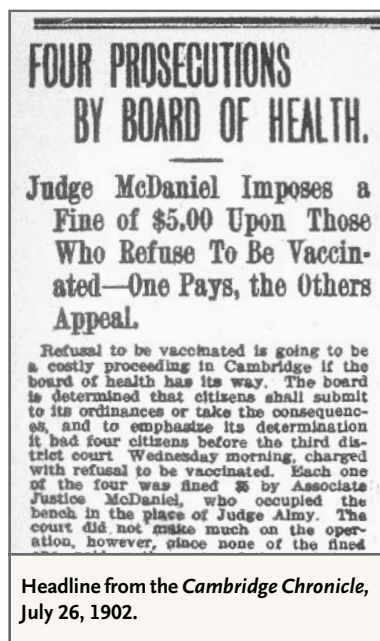 FOUR PROSECUTIONS
BY BOARD OF HEALTH.
Judge McDaniel Imposes a
Fine of $5.00 Upon Those
Who Refuse To Be Vaccin-
ated—One Pays, the Others
Appeal.
Refusal to be vaccinated is going to be
a costly proceeding in Cambridge if the
board of health has its way. The board
is determined that citizens shall submit
to its ordinances or take the consequenc-
es, and to emphasize its determination
it had four citizens before the third dis-
trict court Wednesday morning, charged
with refusal to be vaccinated. Each one
of the four was fined $5 by Associate
Justice McDaniel, who occupied the
bench in the place of Judge Almy. The
court did not make much on the oper-
ation, however, since none of the fined
Headline from the Cambridge Chronicle,
July 26, 1902.